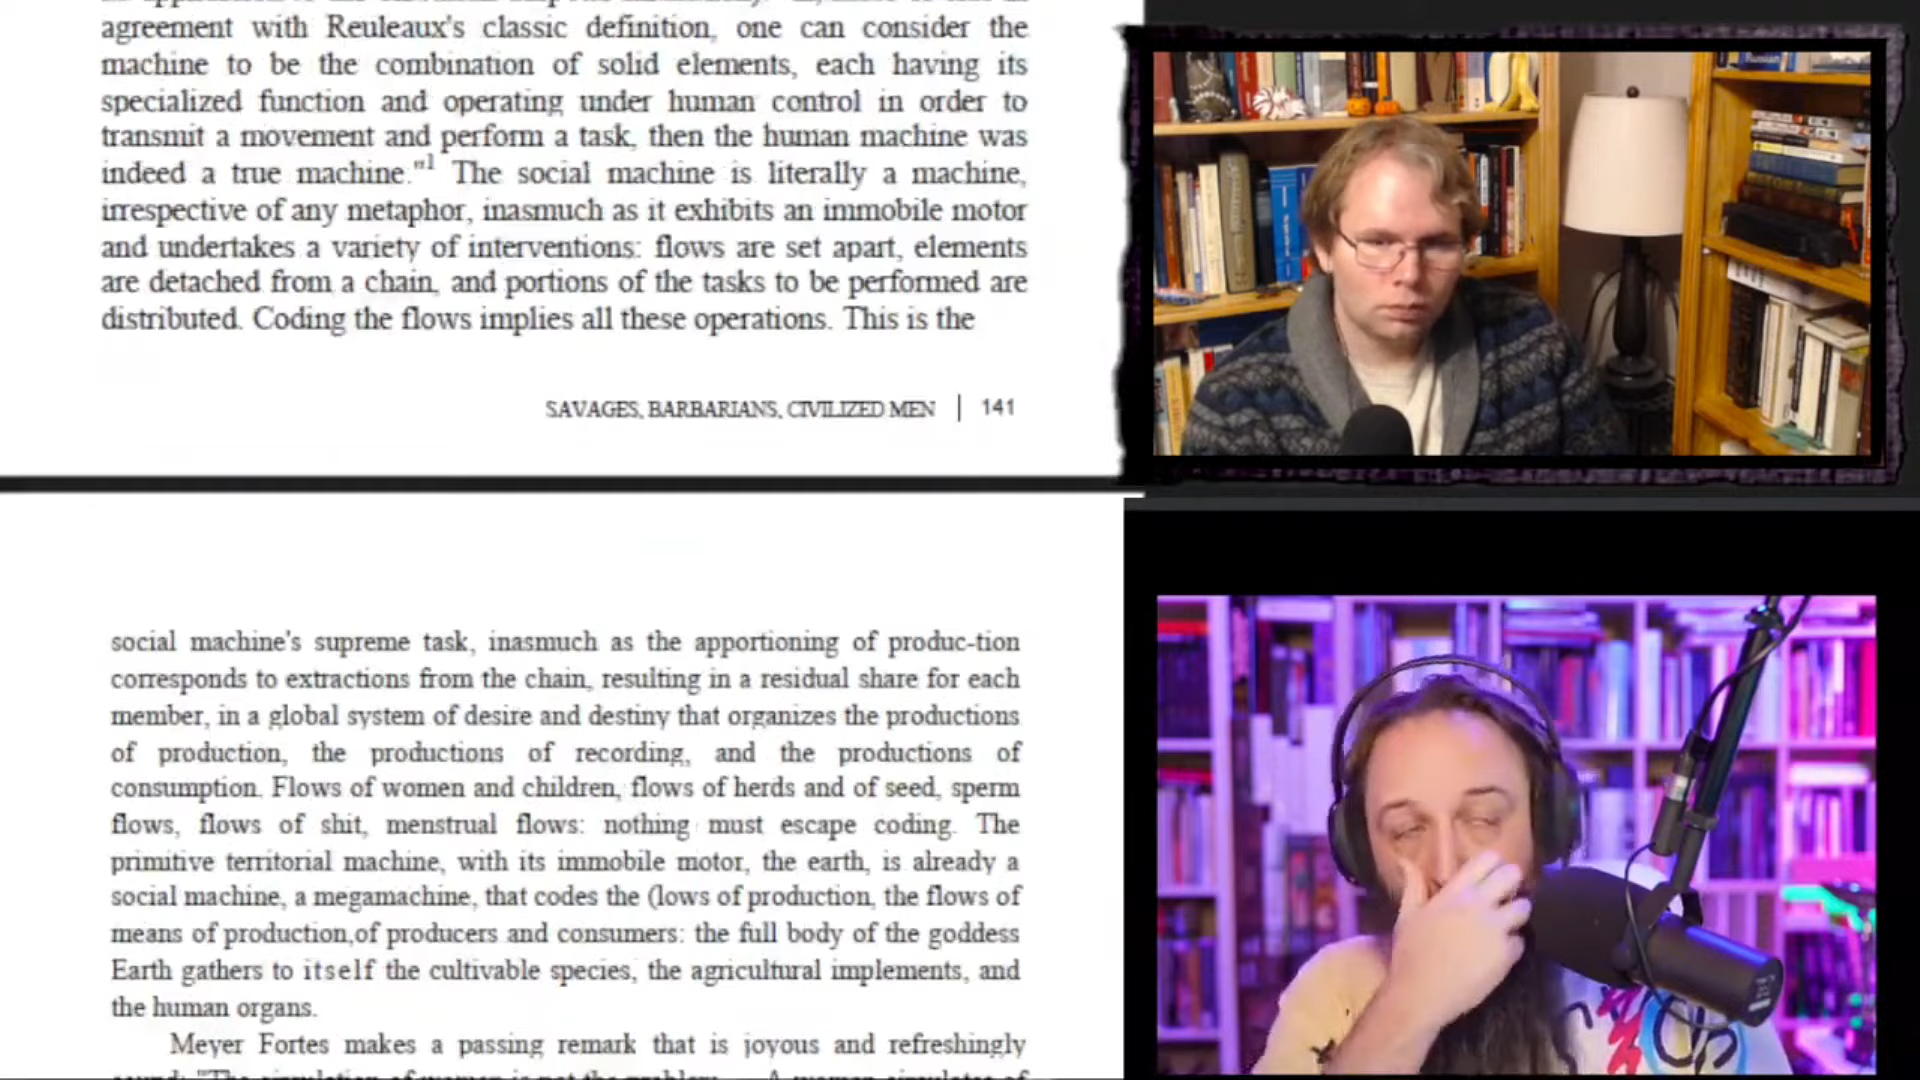 agreement with Reuleaux's classic definition, one can consider the
machine to be the combination of solid elements, each having its
specialized function and operating under human control in order to
transmit a movement and perform a task, then the human machine was
indeed a true machine."1 The social machine is literally a machine,
irrespective of any metaphor, inasmuch as it exhibits an immobile motor
and undertakes a variety of interventions: flows are set apart, elements
are detached from a chain, and portions of the tasks to be performed are
distributed. Coding the flows implies all these operations. This is the
SAVAGES, BARBARIANS, CIVILIZED MEN | 141
social machine's supreme task, inasmuch as the apportioning of produc-tion
corresponds to extractions from the chain, resulting in a residual share for each
member, in a global system of desire and destiny that organizes the productions
of production, the productions of recording, and the productions of
consumption. Flows of women and children, flows of herds and of seed, sperm
flows, flows of shit, menstrual flows: nothing must escape coding. The
primitive territorial machine, with its immobile motor, the earth, is already a
social machine, a megamachine, that codes the (lows of production, the flows of
means of production,of producers and consumers: the full body of the goddess
Earth gathers to itself the cultivable species, the agricultural implements, and
the human organs.
Meyer Fortes makes a passing remark that is joyous and refreshingly
Russian